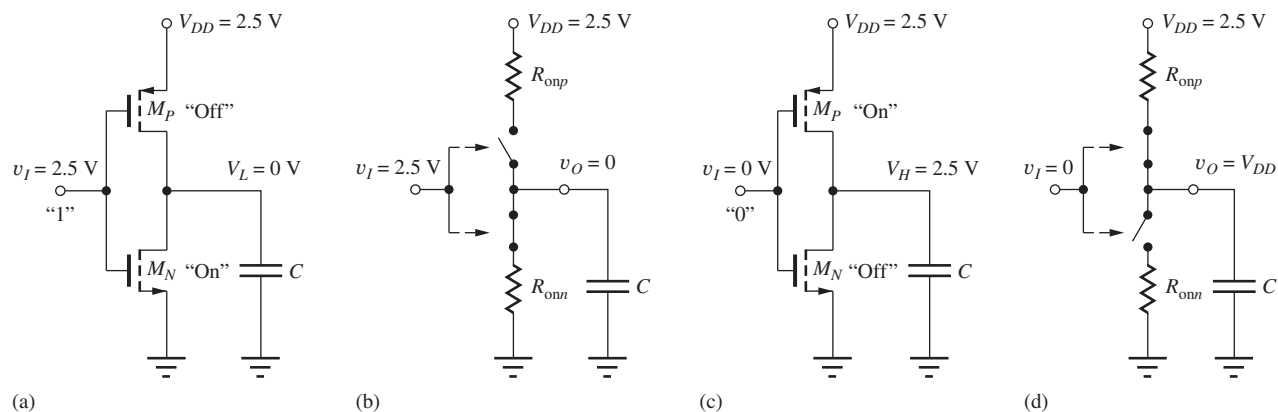 V_DD = 2.5 V
M_P "Off"
v_I = 2.5 V
V_L = 0 V
"1"
M_N "On"
C
(a)
V_DD = 2.5 V
R_onp
v_I = 2.5 V
v_O = 0
R_onn
C
(b)
V_DD = 2.5 V
M_P "On"
v_I = 0 V
V_H = 2.5 V
"0"
M_N "Off"
C
(c)
V_DD = 2.5 V
R_onp
v_I = 0
v_O = V_DD
R_onn
C
(d)